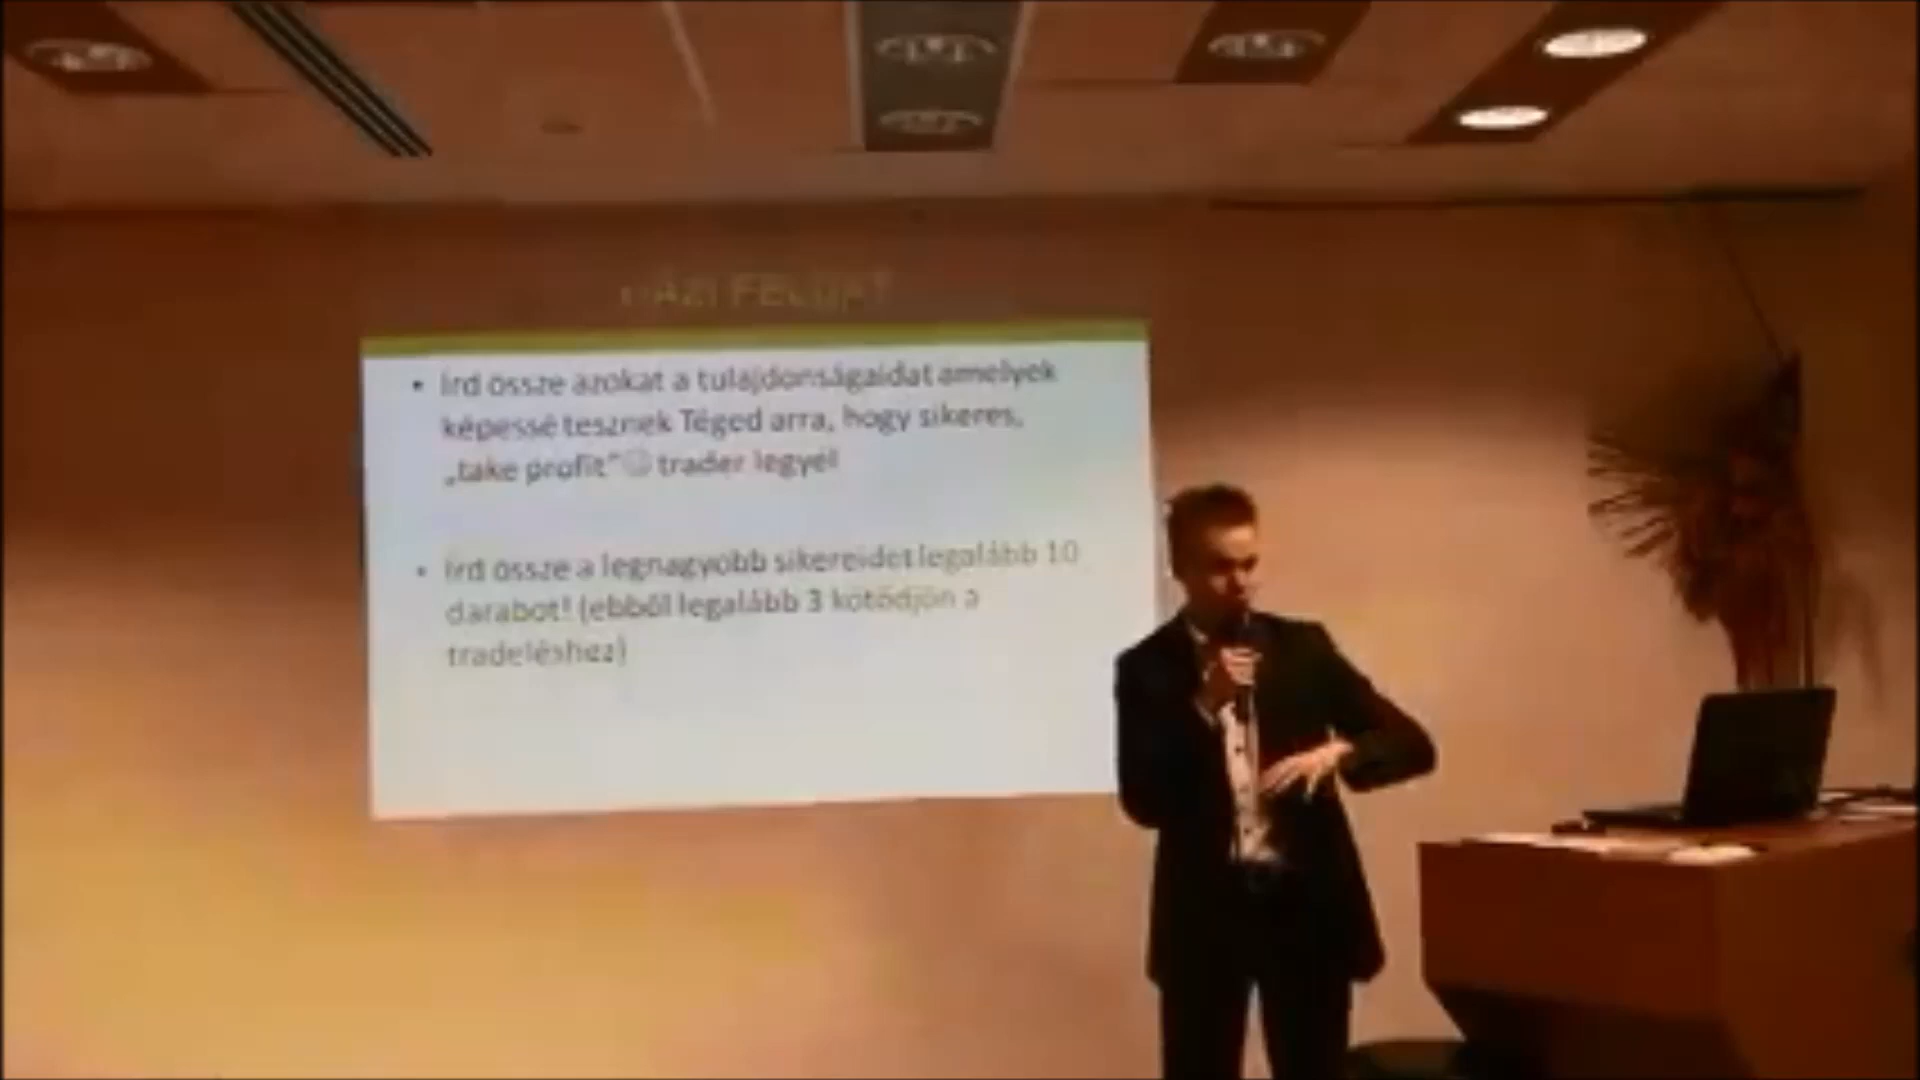 HÁZI FELADAT
• Írd össze azokat a tulajdonságaidat amelyek
képessé tesznek Téged arra, hogy sikeres,
„take profit”☺ trader legyél
• Írd össze a legnagyobb sikereidet legalább 10
darabot! (ebből legalább 3 kötődjön a
tradeléshez)